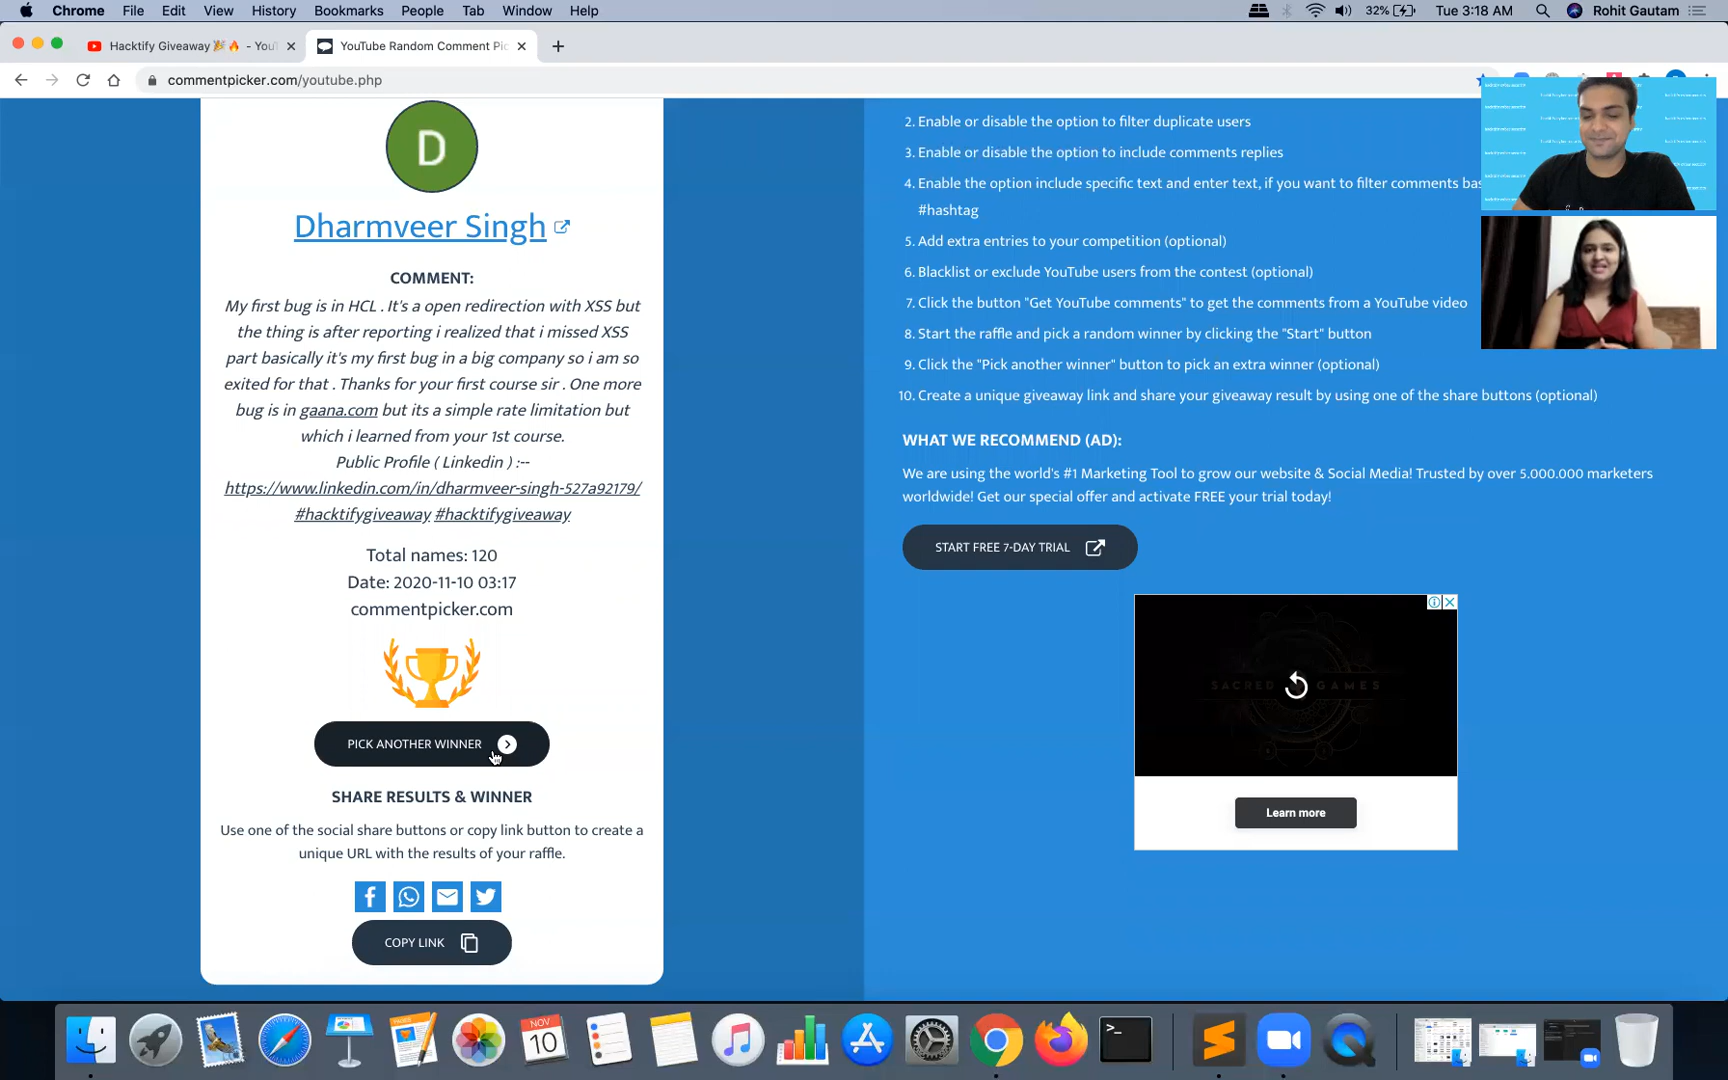 Chrome File Edit View History Bookmarks People Tab Window Help
32% Tue 3:18 AM Rohit Gautam
Hacktify Giveaway 🎉🔥 - YouT
YouTube Random Comment Pic
commentpicker.com/youtube.php
D
Dharmveer Singh
COMMENT:
My first bug is in HCL . It's a open redirection with XSS but
the thing is after reporting i realized that i missed XSS
part basically it's my first bug in a big company so i am so
exited for that . Thanks for your first course sir . One more
bug is in gaana.com but its a simple rate limitation but
which i learned from your 1st course.
Public Profile ( Linkedin ) :--
https://www.linkedin.com/in/dharmveer-singh-527a92179/
#hacktifygiveaway #hacktifygiveaway
Total names: 120
Date: 2020-11-10 03:17
commentpicker.com
PICK ANOTHER WINNER
SHARE RESULTS & WINNER
Use one of the social share buttons or copy link button to create a
unique URL with the results of your raffle.
COPY LINK
2. Enable or disable the option to filter duplicate users
3. Enable or disable the option to include comments replies
4. Enable the option include specific text and enter text, if you want to filter comments bas
#hashtag
5. Add extra entries to your competition (optional)
6. Blacklist or exclude YouTube users from the contest (optional)
7. Click the button "Get YouTube comments" to get the comments from a YouTube video
8. Start the raffle and pick a random winner by clicking the "Start" button
9. Click the "Pick another winner" button to pick an extra winner (optional)
10. Create a unique giveaway link and share your giveaway result by using one of the share buttons (optional)
WHAT WE RECOMMEND (AD):
We are using the world's #1 Marketing Tool to grow our website & Social Media! Trusted by over 5.000.000 marketers
worldwide! Get our special offer and activate FREE your trial today!
START FREE 7-DAY TRIAL
SACRED GAMES
Learn more
NOV
10